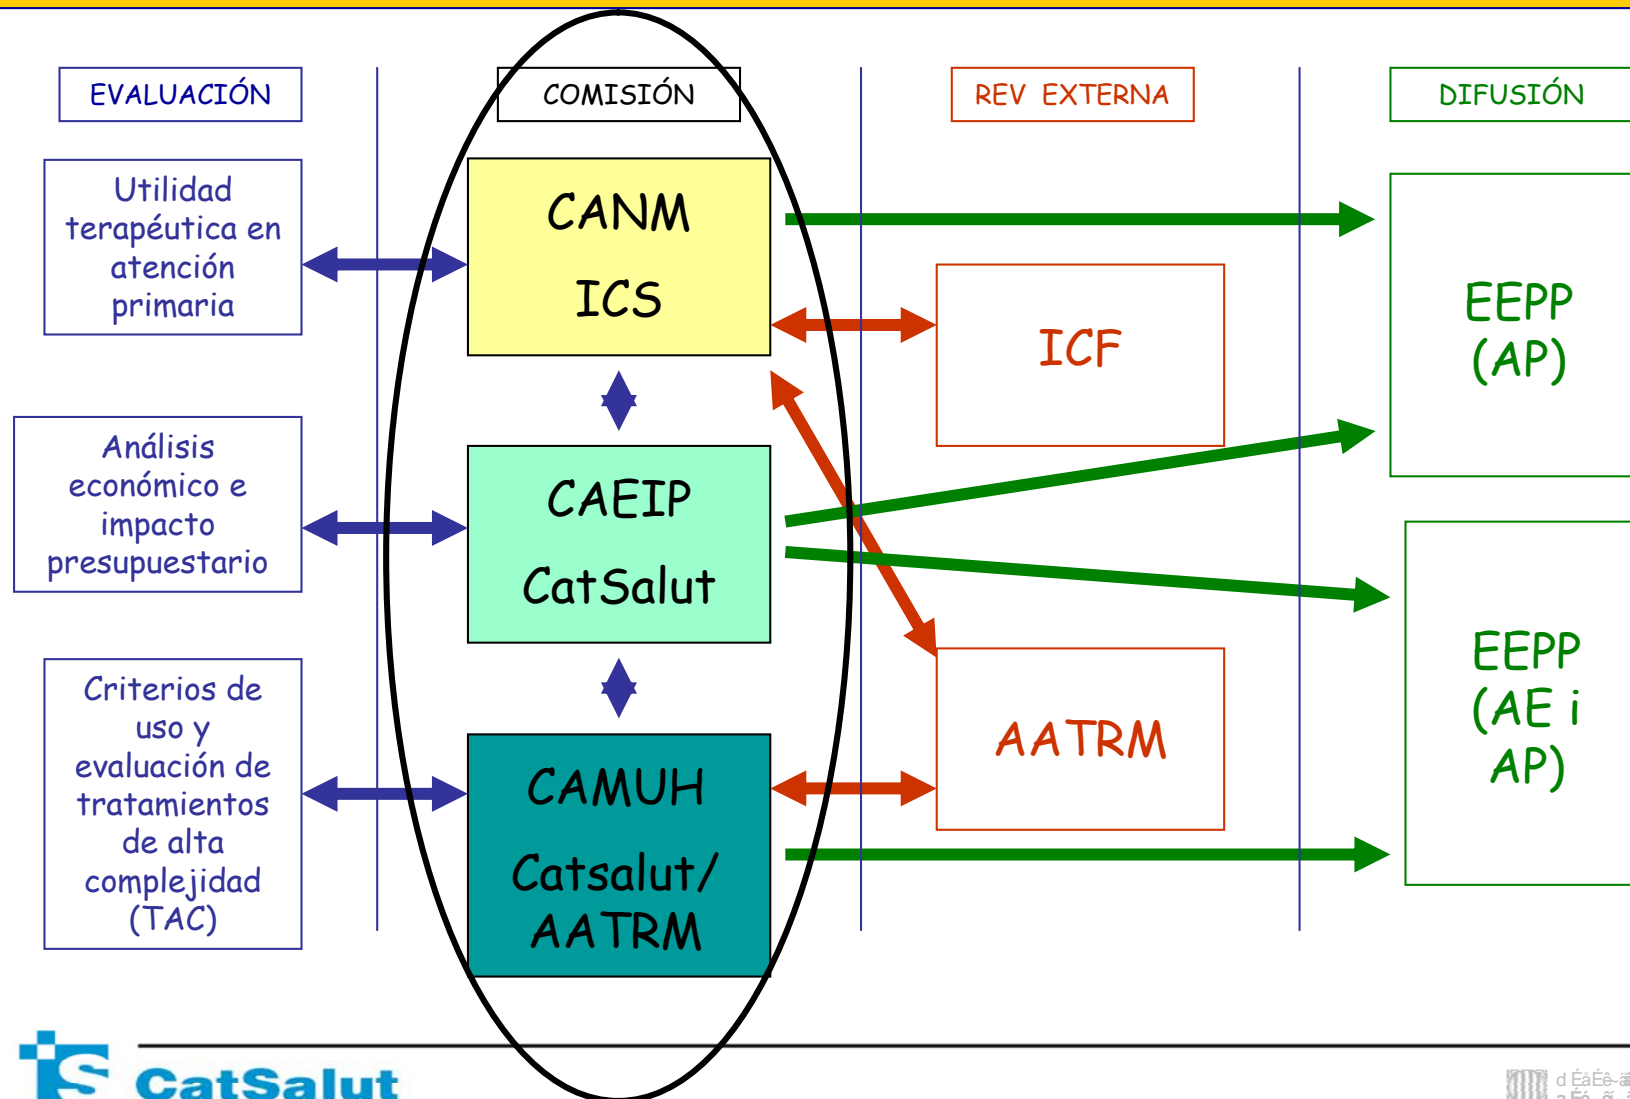 EVALUACIÓN
COMISIÓN
REV EXTERNA
DIFUSIÓN
Utilidad
terapéutica en
atención
primaria
CANM
ICS
ICF
EEPP
(AP)
Análisis
económico e
impacto
presupuestario
CAEIP
CatSalut
Criterios de
uso y
evaluación de
tratamientos
de alta
complejidad
(TAC)
CAMUH
Catsalut/
AATRM
AATRM
EEPP
(AE i
AP)
CatSalut